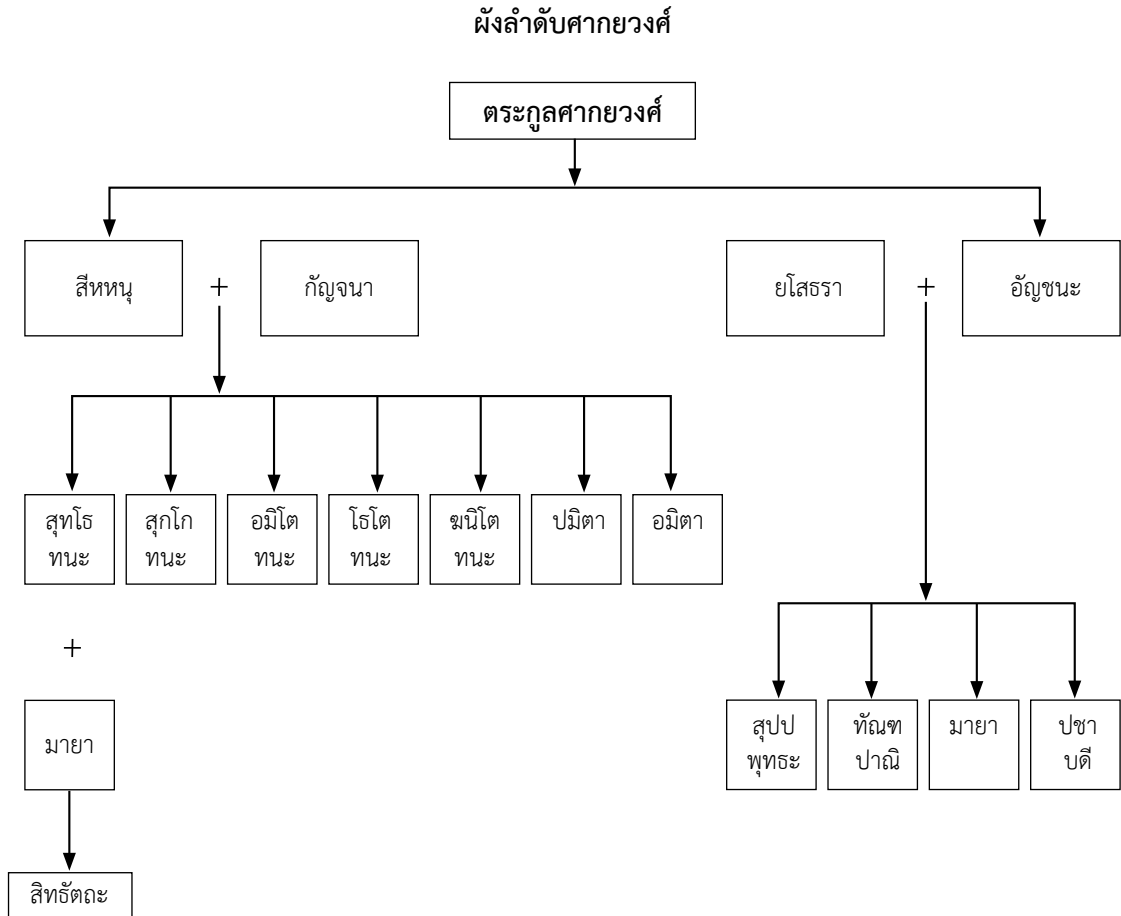 ผังลำดับศากยวงศ์
ตระกูลศากยวงศ์
สีหหนุ + กัญจนา ยโสธรา + อัญชนะ
สุทโธ สุกโก อมิโต โธโต ฆนิโต ปมิตา อมิตา
ทนะ ทนะ ทนะ ทนะ ทนะ
+
มายา
สุปป ทัณฑ มายา ปชา
พุทธะ ปาณิ บดี
สิทธัตถะ